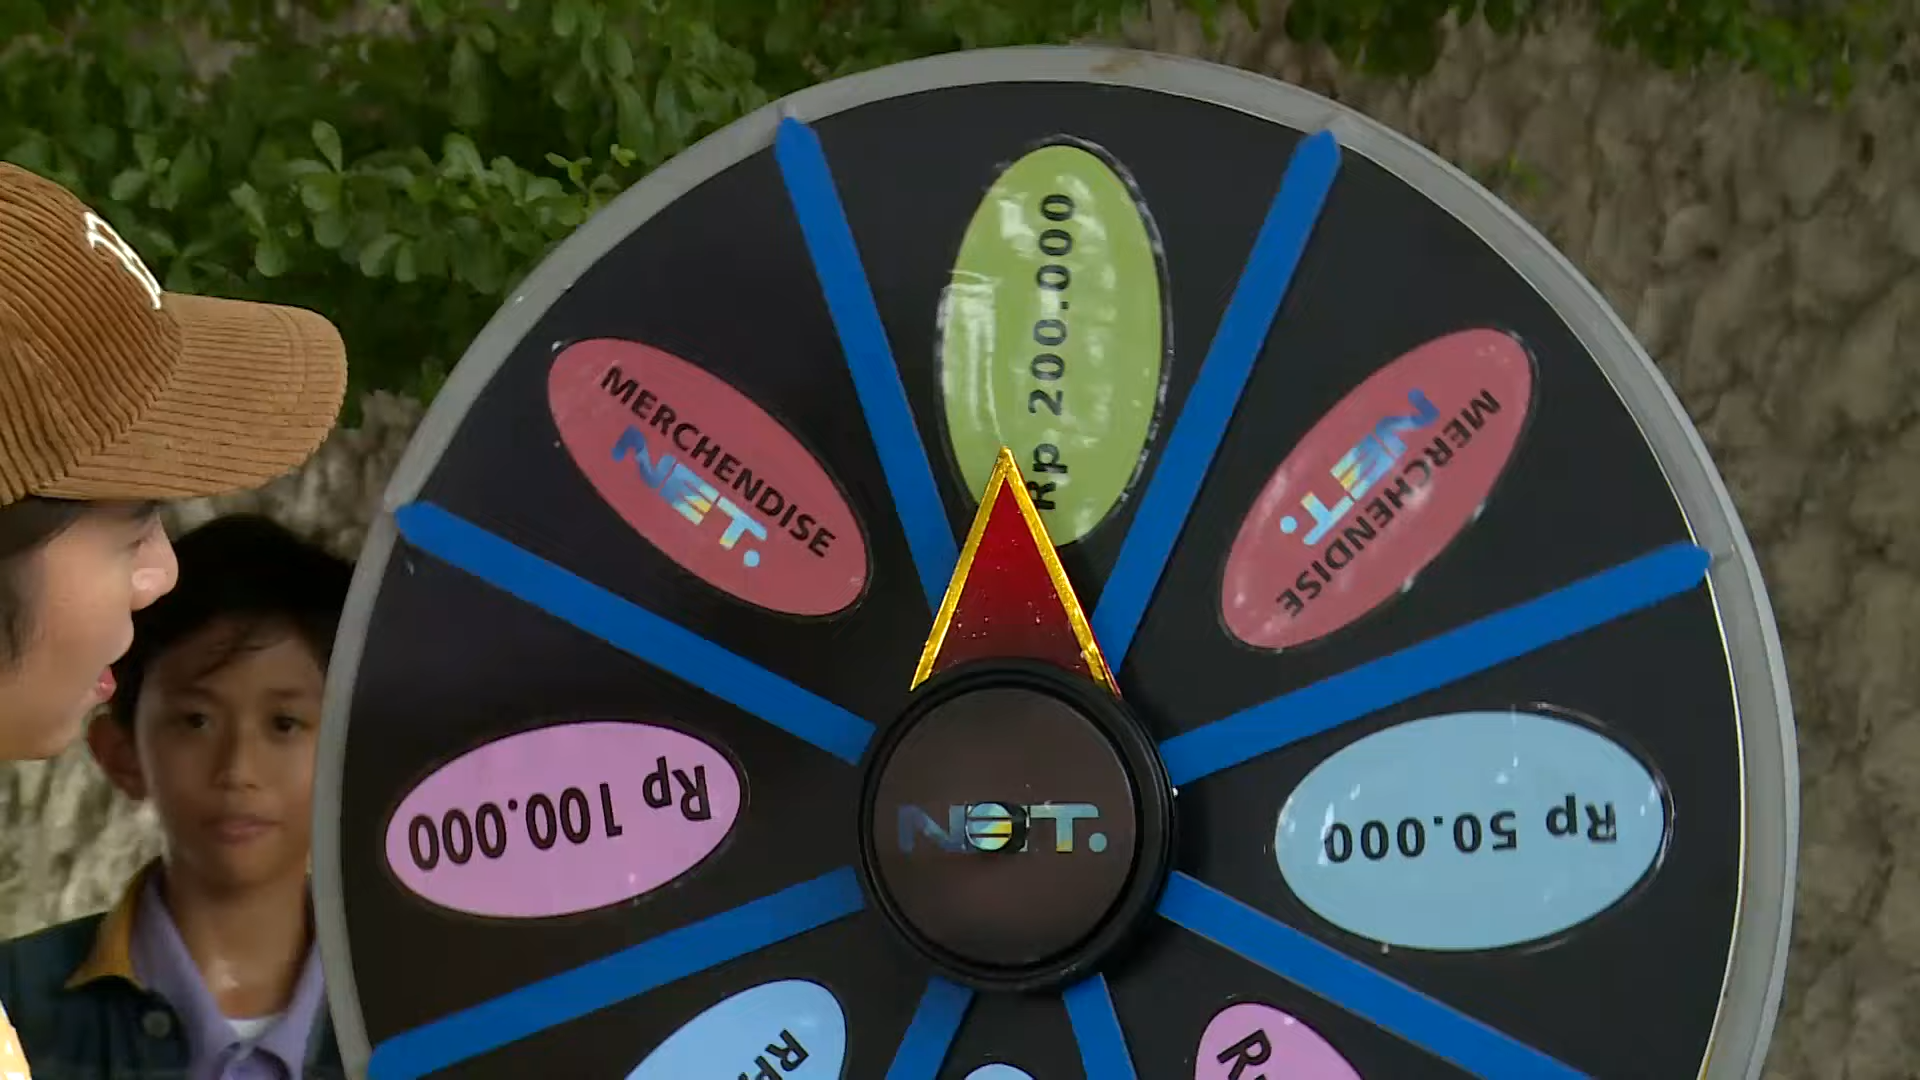 Rp 200.000
MERCHENDISE
NET.
MERCHENDISE
NET.
Rp 100.000
Rp 50.000
NET.